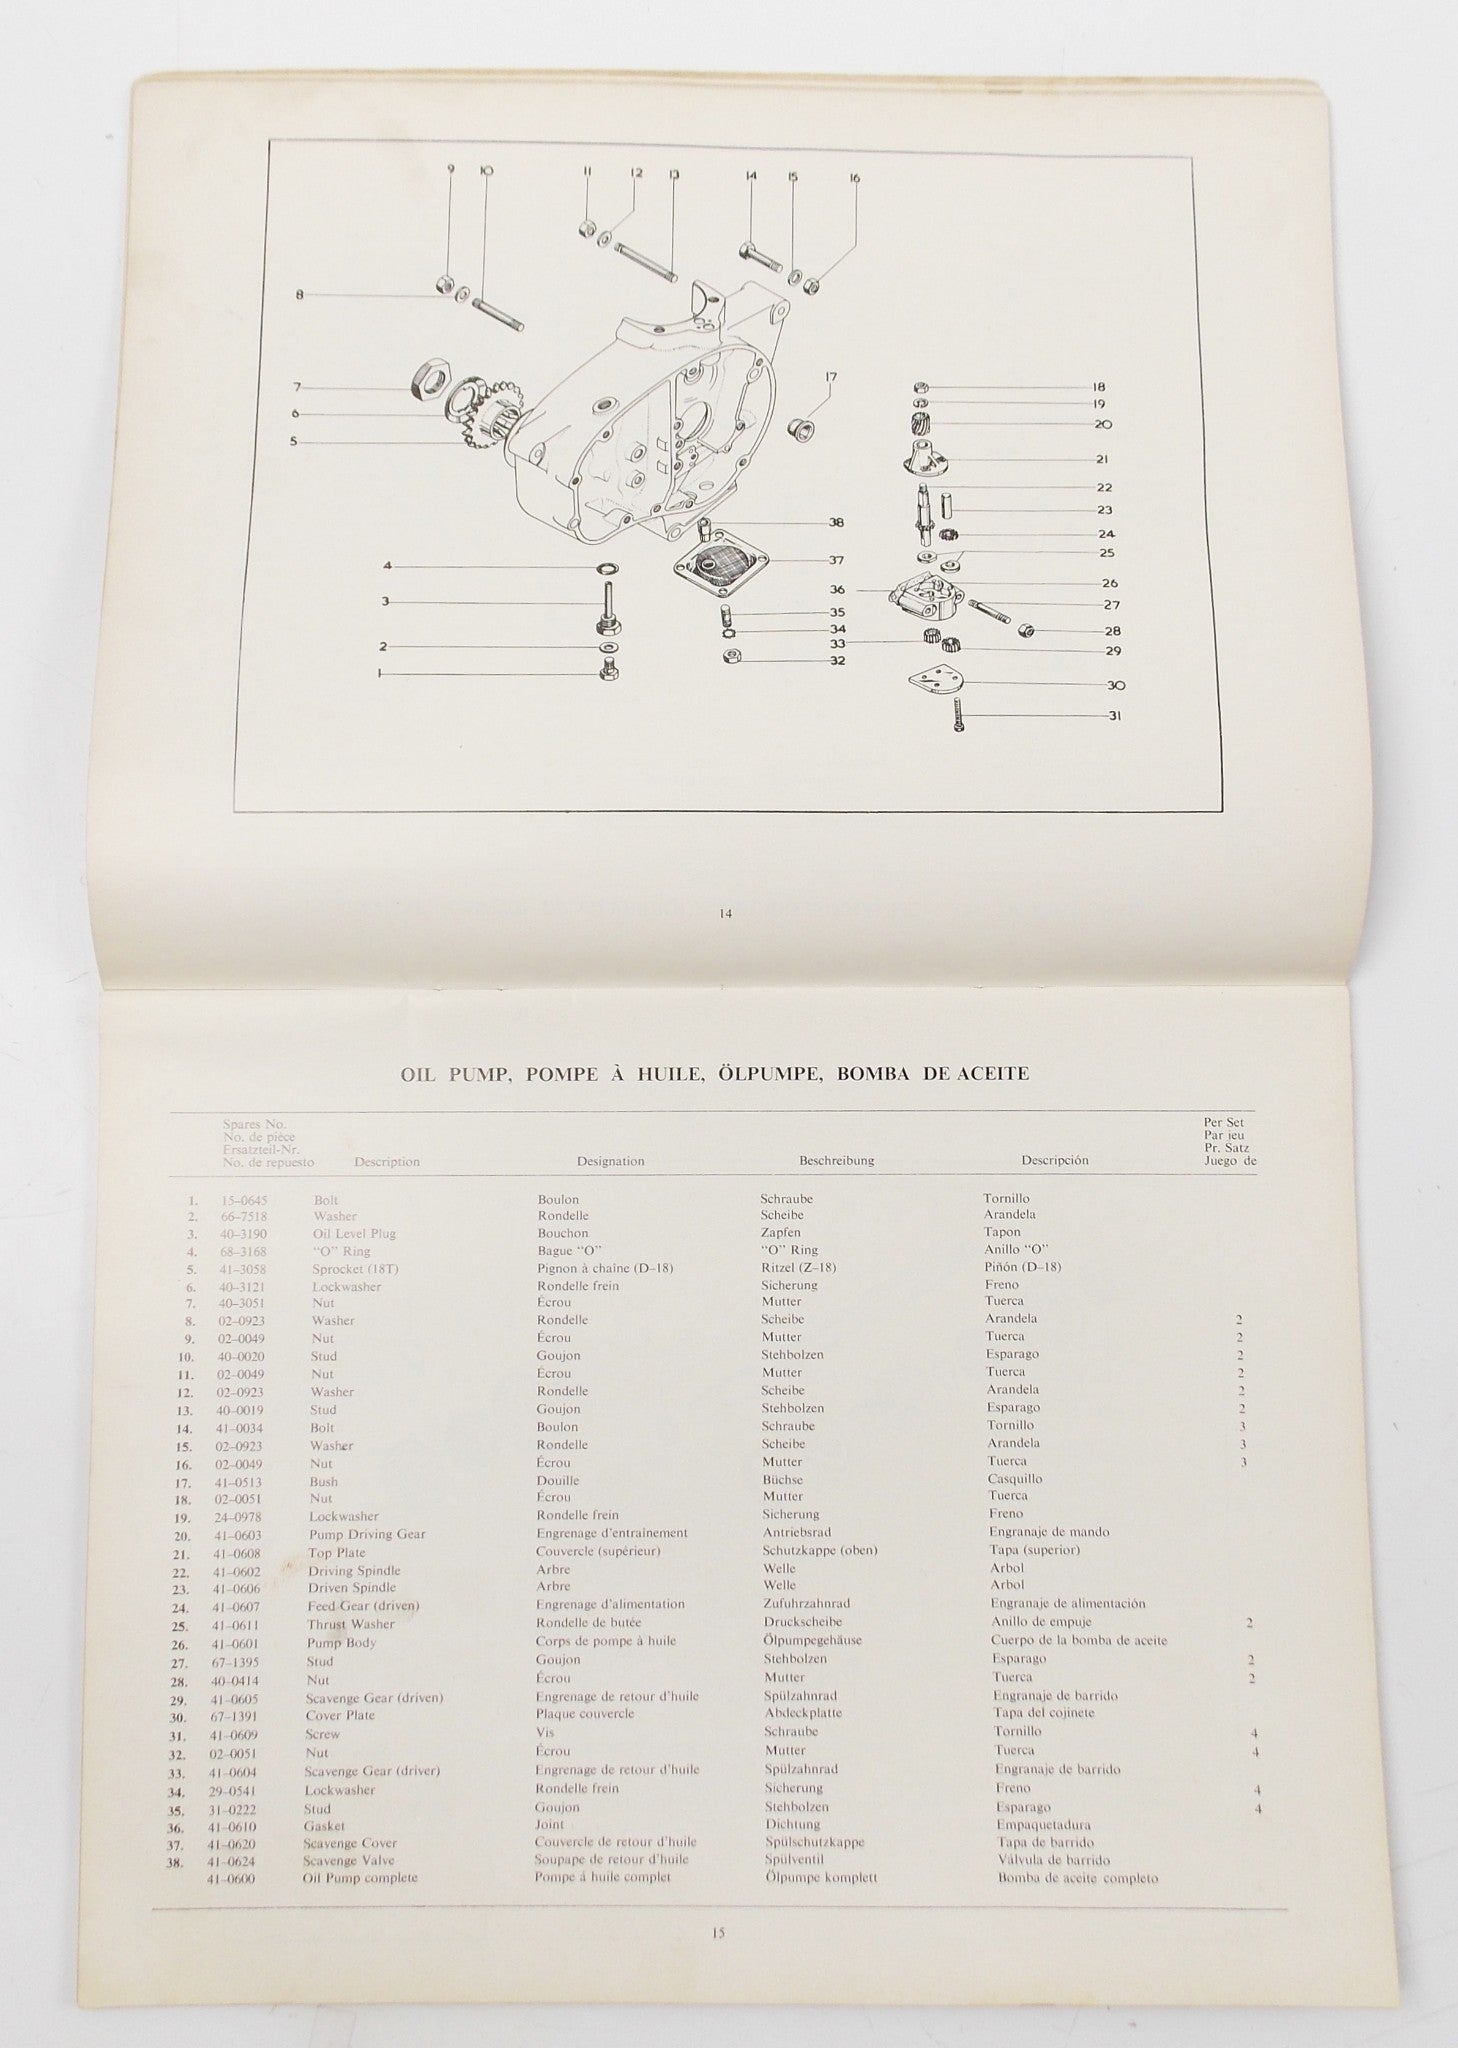 9 10 11 12 13 14 15 16
8
7
6
5
17
18
19
20
21
22
23
24
25
26
27
28
29
30
31
38
37
36
35
34
33
32
4
3
2
1
14
OIL PUMP, POMPE À HUILE, ÖLPUMPE, BOMBA DE ACEITE
Spares No. Per Set
No. de pièce Par jeu
Ersatzteil-Nr. Pr. Satz
No. de repuesto Description Designation Beschreibung Descripción Juego de
1. 15–0645 Bolt Boulon Schraube Tornillo
2. 66–7518 Washer Rondelle Scheibe Arandela
3. 40–3190 Oil Level Plug Bouchon Zapfen Tapon
4. 68–3168 “O” Ring Bague “O” “O” Ring Anillo “O”
5. 41–3058 Sprocket (18T) Pignon à chaîne (D–18) Ritzel (Z–18) Piñón (D–18)
6. 40–3121 Lockwasher Rondelle frein Sicherung Freno
7. 40–3051 Nut Écrou Mutter Tuerca
8. 02–0923 Washer Rondelle Scheibe Arandela 2
9. 02–0049 Nut Écrou Mutter Tuerca 2
10. 40–0020 Stud Goujon Stehbolzen Esparago 2
11. 02–0049 Nut Écrou Mutter Tuerca 2
12. 02–0923 Washer Rondelle Scheibe Arandela 2
13. 40–0019 Stud Goujon Stehbolzen Esparago 2
14. 41–0034 Bolt Boulon Schraube Tornillo 3
15. 02–0923 Washer Rondelle Scheibe Arandela 3
16. 02–0049 Nut Écrou Mutter Tuerca 3
17. 41–0513 Bush Douille Büchse Casquillo
18. 02–0051 Nut Écrou Mutter Tuerca
19. 24–0978 Lockwasher Rondelle frein Sicherung Freno
20. 41–0603 Pump Driving Gear Engrenage d’entraînement Antriebsrad Engranaje de mando
21. 41–0608 Top Plate Couvercle (supérieur) Schutzkappe (oben) Tapa (superior)
22. 41–0602 Driving Spindle Arbre Welle Arbol
23. 41–0606 Driven Spindle Arbre Welle Arbol
24. 41–0607 Feed Gear (driven) Engrenage d’alimentation Zufuhrzahnrad Engranaje de alimentación
25. 41–0611 Thrust Washer Rondelle de butée Druckscheibe Anillo de empuje 2
26. 41–0601 Pump Body Corps de pompe à huile Ölpumpegehäuse Cuerpo de la bomba de aceite
27. 67–1395 Stud Goujon Stehbolzen Esparago 2
28. 40–0414 Nut Écrou Mutter Tuerca 2
29. 41–0605 Scavenge Gear (driven) Engrenage de retour d’huile Spülzahnrad Engranaje de barrido
30. 67–1391 Cover Plate Plaque couvercle Abdeckplatte Tapa del cojinete
31. 41–0609 Screw Vis Schraube Tornillo 4
32. 02–0051 Nut Écrou Mutter Tuerca 4
33. 41–0604 Scavenge Gear (driver) Engrenage de retour d’huile Spülzahnrad Engranaje de barrido
34. 29–0541 Lockwasher Rondelle frein Sicherung Freno 4
35. 31–0222 Stud Goujon Stehbolzen Esparago 4
36. 41–0610 Gasket Joint Dichtung Empaquetadura
37. 41–0620 Scavenge Cover Couvercle de retour d’huile Spülschutzkappe Tapa de barrido
38. 41–0624 Scavenge Valve Soupape de retour d’huile Spülventil Válvula de barrido
41–0600 Oil Pump complete Pompe á huile complet Ölpumpe komplett Bomba de aceite completo
15